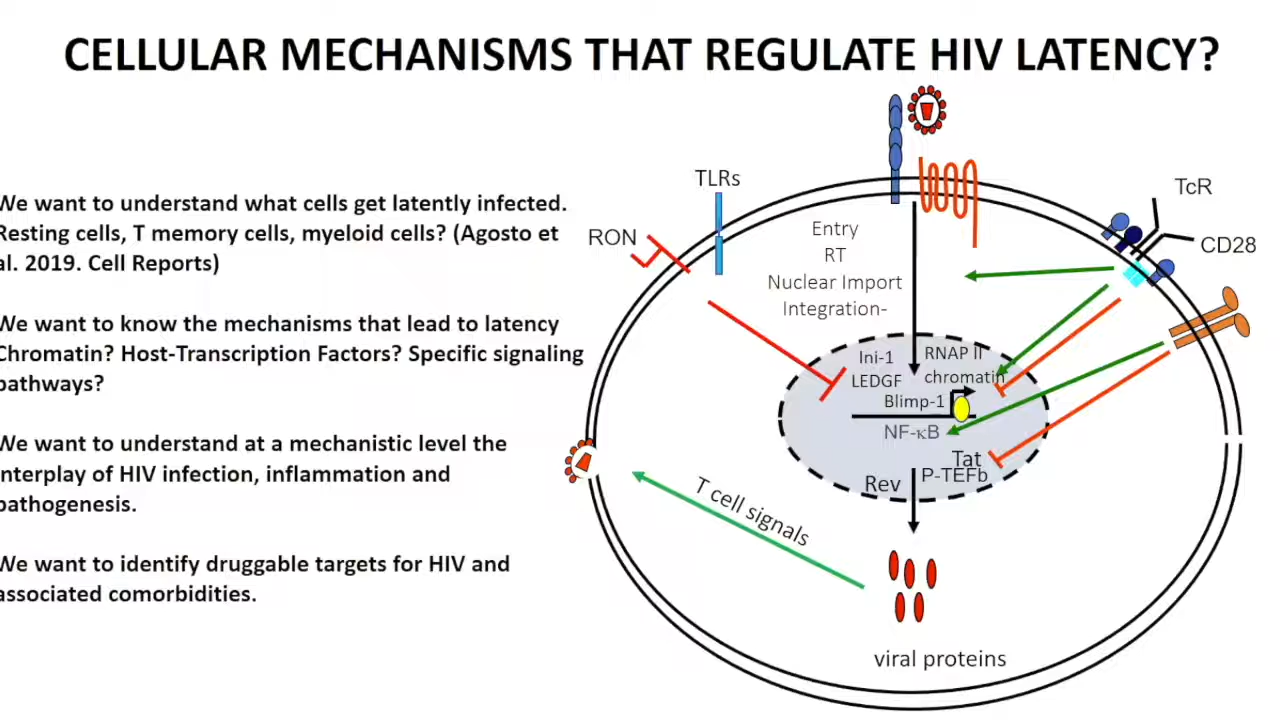 CELLULAR MECHANISMS THAT REGULATE HIV LATENCY?
We want to understand what cells get latently infected.
Resting cells, T memory cells, myeloid cells? (Agosto et
al. 2019. Cell Reports)
We want to know the mechanisms that lead to latency
Chromatin? Host-Transcription Factors? Specific signaling
pathways?
We want to understand at a mechanistic level the
interplay of HIV infection, inflammation and
pathogenesis.
We want to identify druggable targets for HIV and
associated comorbidities.
TLRs
RON
TcR
CD28
Entry
RT
Nuclear Import
Integration-
Ini-1
LEDGF
RNAP II
chromatin
Blimp-1
NF-κB
Tat
P-TEFb
Rev
T cell signals
viral proteins